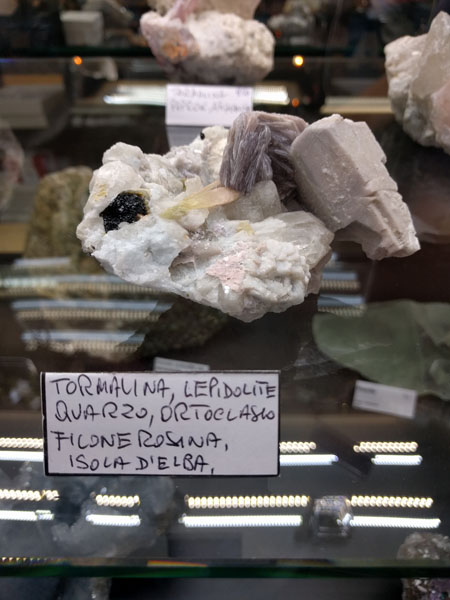 TORMALINA, LEPIDOLITE
QUARZO, ORTOCLASIO
FILONE ROSINA,
ISOLA D'ELBA,